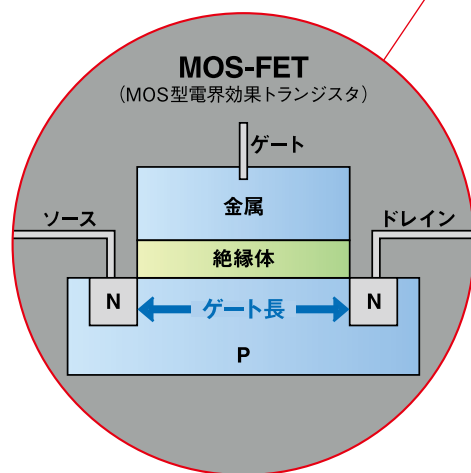 MOS-FET
（MOS型電界効果トランジスタ）
ゲート
金属
ソース
ドレイン
絶縁体
N
ゲート長
N
P